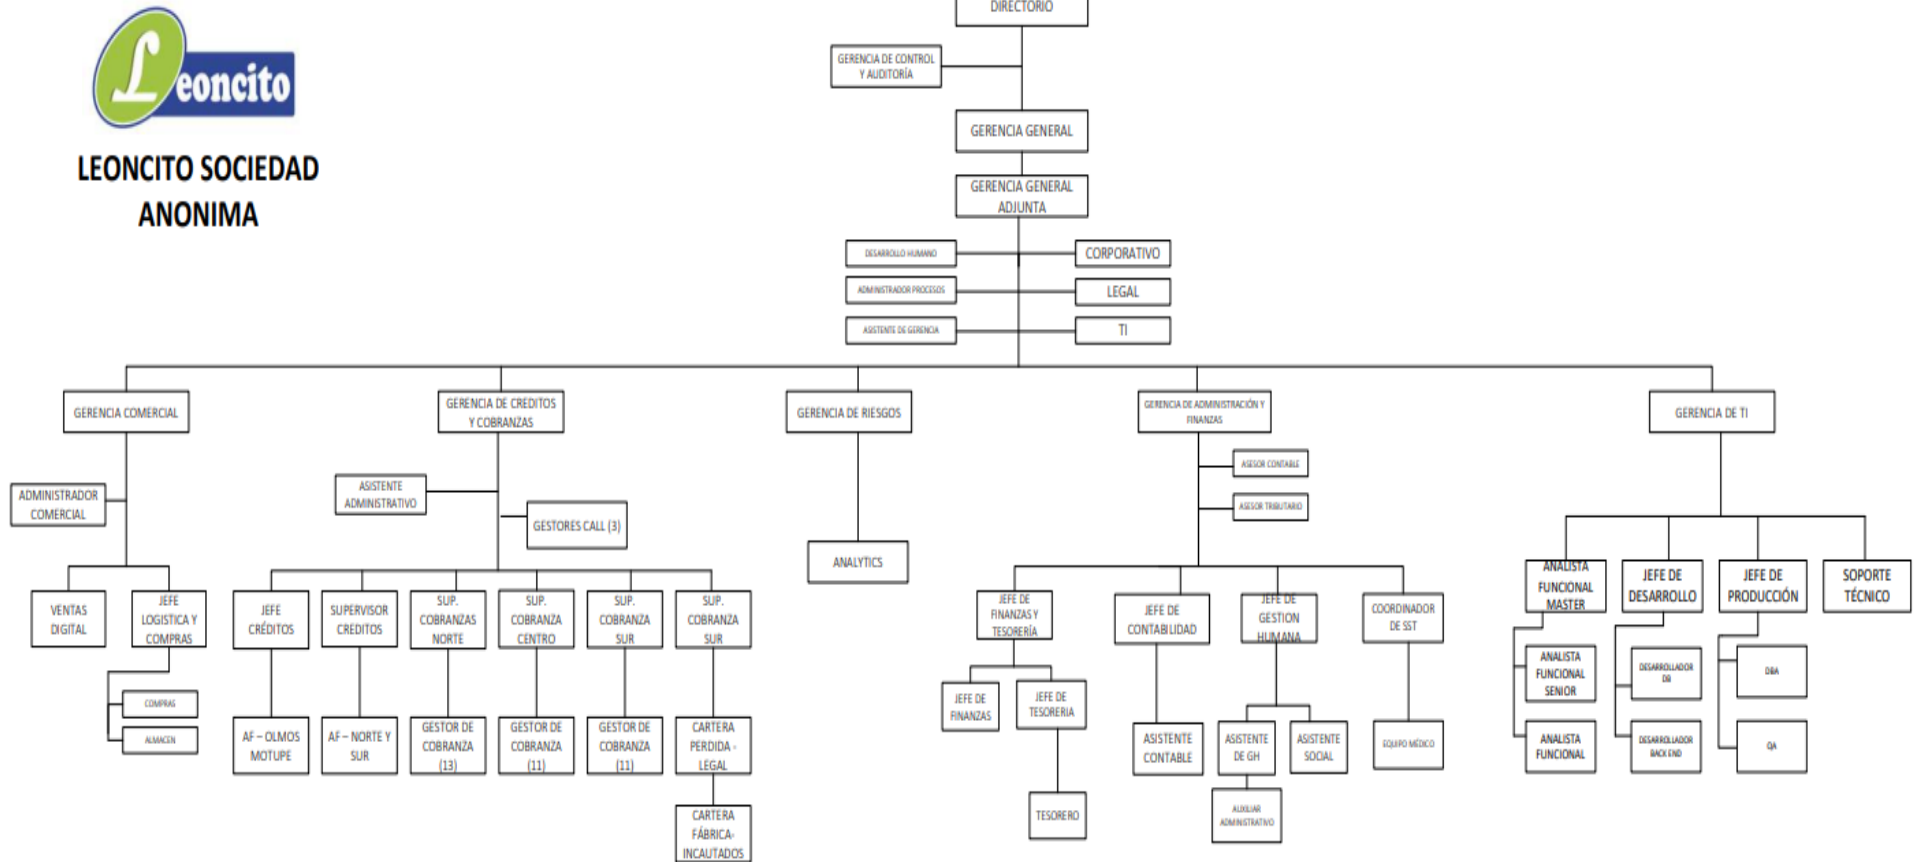 DIRECTORIO
Leoncito
LEONCITO SOCIEDAD
ANONIMA
GERENCIA DE CONTROL
Y AUDITORÍA
GERENCIA GENERAL
GERENCIA GENERAL
ADJUNTA
DESARROLLO HUMANO
CORPORATIVO
ADMINISTRADOR PROCESOS
LEGAL
ASISTENTE DE GERENCIA
TI
GERENCIA COMERCIAL
GERENCIA DE CREDITOS
Y COBRANZAS
GERENCIA DE RIESGOS
GERENCIA DE ADMINISTRACIÓN Y
FINANZAS
GERENCIA DE TI
ADMINISTRADOR
COMERCIAL
ASISTENTE
ADMINISTRATIVO
GESTORES CALL (3)
ASESOR CONTABLE
ASESOR TRIBUTARIO
ANALYTICS
VENTAS
DIGITAL
JEFE
LOGISTICA Y
COMPRAS
COMPRAS
ALMACEN
JEFE
CRÉDITOS
SUPERVISOR
CREDITOS
SUP.
COBRANZAS
NORTE
SUP.
COBRANZA
CENTRO
SUP.
COBRANZA
SUR
SUP.
COBRANZA
SUR
AF – OLMOS
MOTUPE
AF – NORTE Y
SUR
GESTOR DE
COBRANZA
(13)
GESTOR DE
COBRANZA
(11)
GESTOR DE
COBRANZA
(11)
CARTERA
PERDIDA -
LEGAL
CARTERA
FÁBRICA-
INCAUTADOS
JEFE DE
FINANZAS Y
TESORERÍA
JEFE DE
CONTABILIDAD
JEFE DE
GESTION
HUMANA
COORDINADOR
DE SST
JEFE DE
FINANZAS
JEFE DE
TESORERIA
ASISTENTE
CONTABLE
ASISTENTE
DE GH
ASISTENTE
SOCIAL
EQUIPO MÉDICO
TESORERO
AUXILIAR
ADMINISTRATIVO
ANALISTA
FUNCIONAL
MASTER
JEFE DE
DESARROLLO
JEFE DE
PRODUCCIÓN
SOPORTE
TÉCNICO
ANALISTA
FUNCIONAL
SENIOR
DESARROLLADOR
DB
DBA
ANALISTA
FUNCIONAL
DESARROLLADOR
BACK END
QA